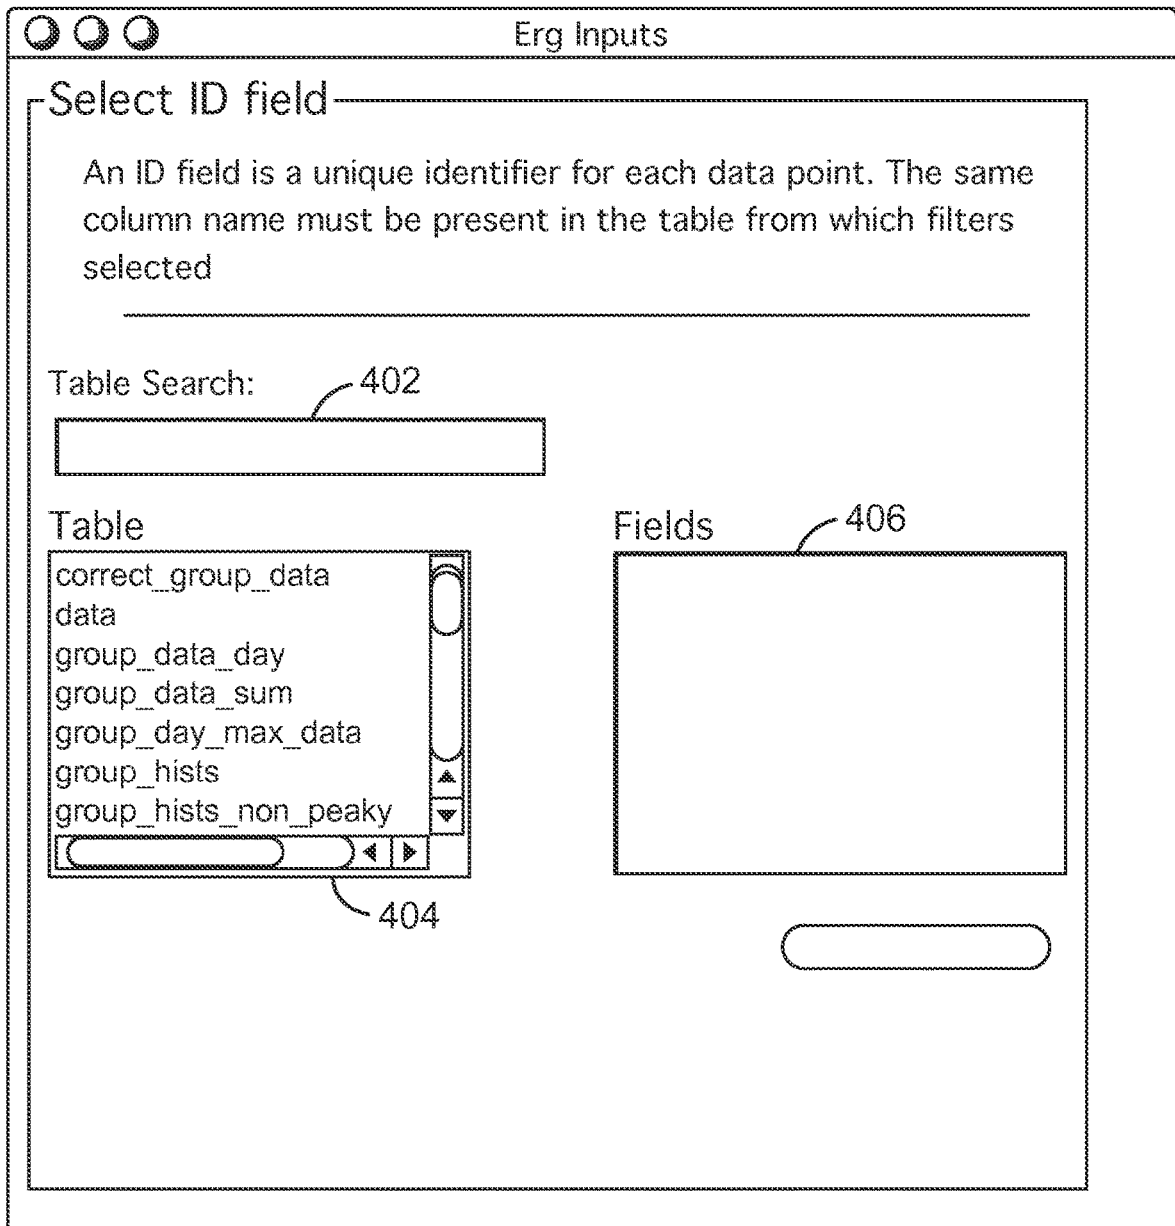 Erg Inputs
Select ID field
An ID field is a unique identifier for each data point. The same
column name must be present in the table from which filters
selected
Table Search:
402
Table
Fields
406
correct_group_data
data
group_data_day
group_data_sum
group_day_max_data
group_hists
group_hists_non_peaky
404